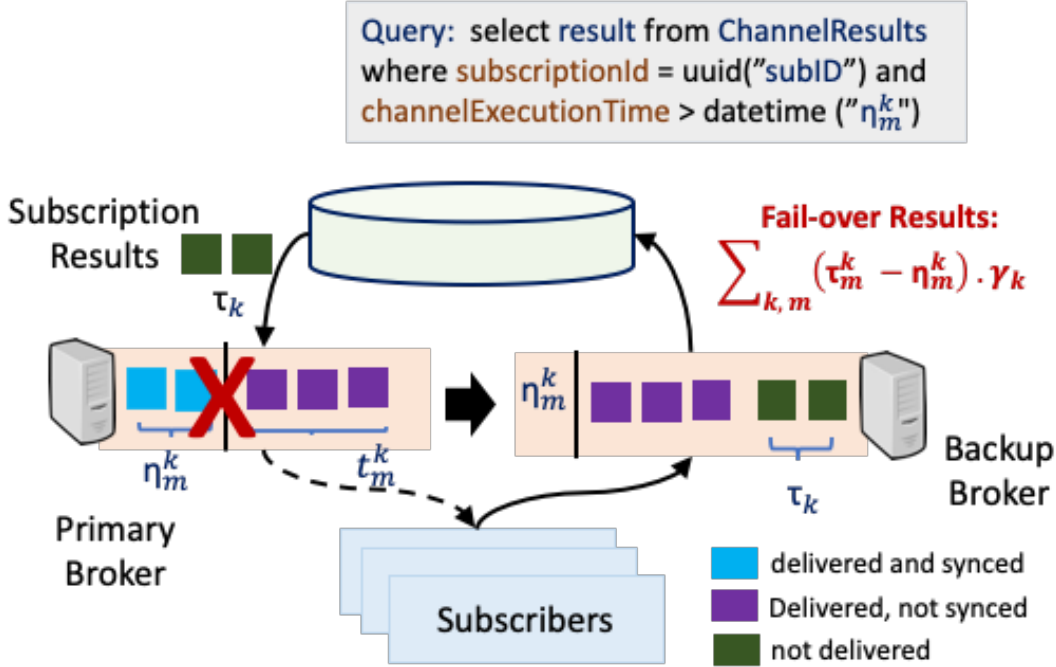 Query: select result from ChannelResults
where subscriptionId = uuid("subID") and
channelExecutionTime > datetime ("η_m^k")
Subscription
Results
τ_k
Fail-over Results:
∑_{k, m} (τ_m^k − η_m^k) . γ_k
X
η_m^k
η_m^k
t_m^k
τ_k
Primary
Broker
Backup
Broker
Subscribers
delivered and synced
Delivered, not synced
not delivered